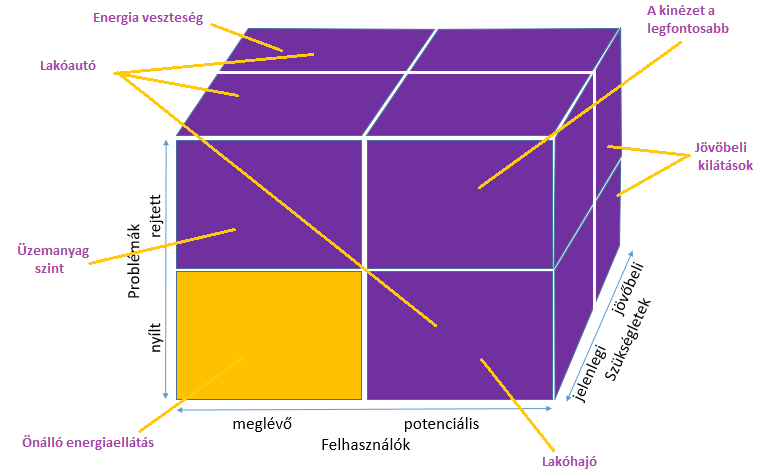 Energia veszteség
A kinézet a
legfontosabb
Lakóautó
Jövöbeli
kilátások
Problémák
rejtett
nyílt
Üzemanyag
szint
Önálló energiaellátás
meglévő
potenciális
Felhasználók
jelenlegi
jövőbeli
Szükségletek
Lakóhajó